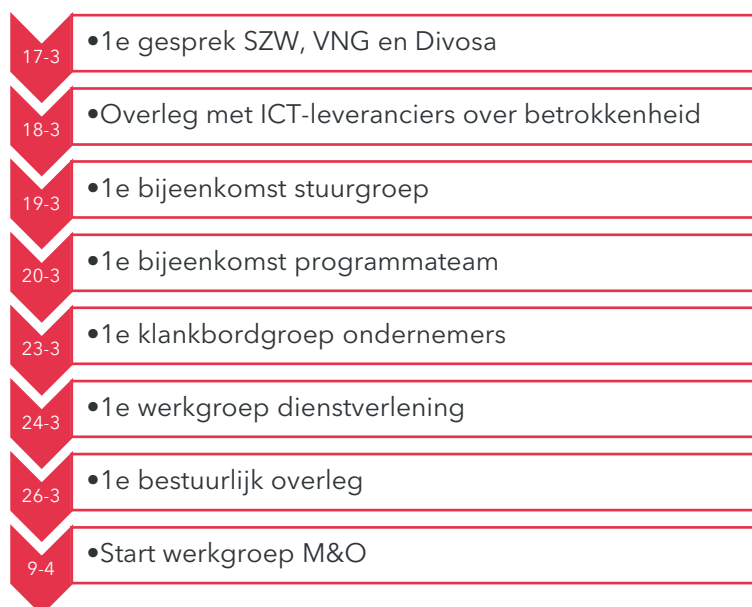 17-3
•1e gesprek SZW, VNG en Divosa
18-3
•Overleg met ICT-leveranciers over betrokkenheid
19-3
•1e bijeenkomst stuurgroep
20-3
•1e bijeenkomst programmateam
23-3
•1e klankbordgroep ondernemers
24-3
•1e werkgroep dienstverlening
26-3
•1e bestuurlijk overleg
9-4
•Start werkgroep M&O